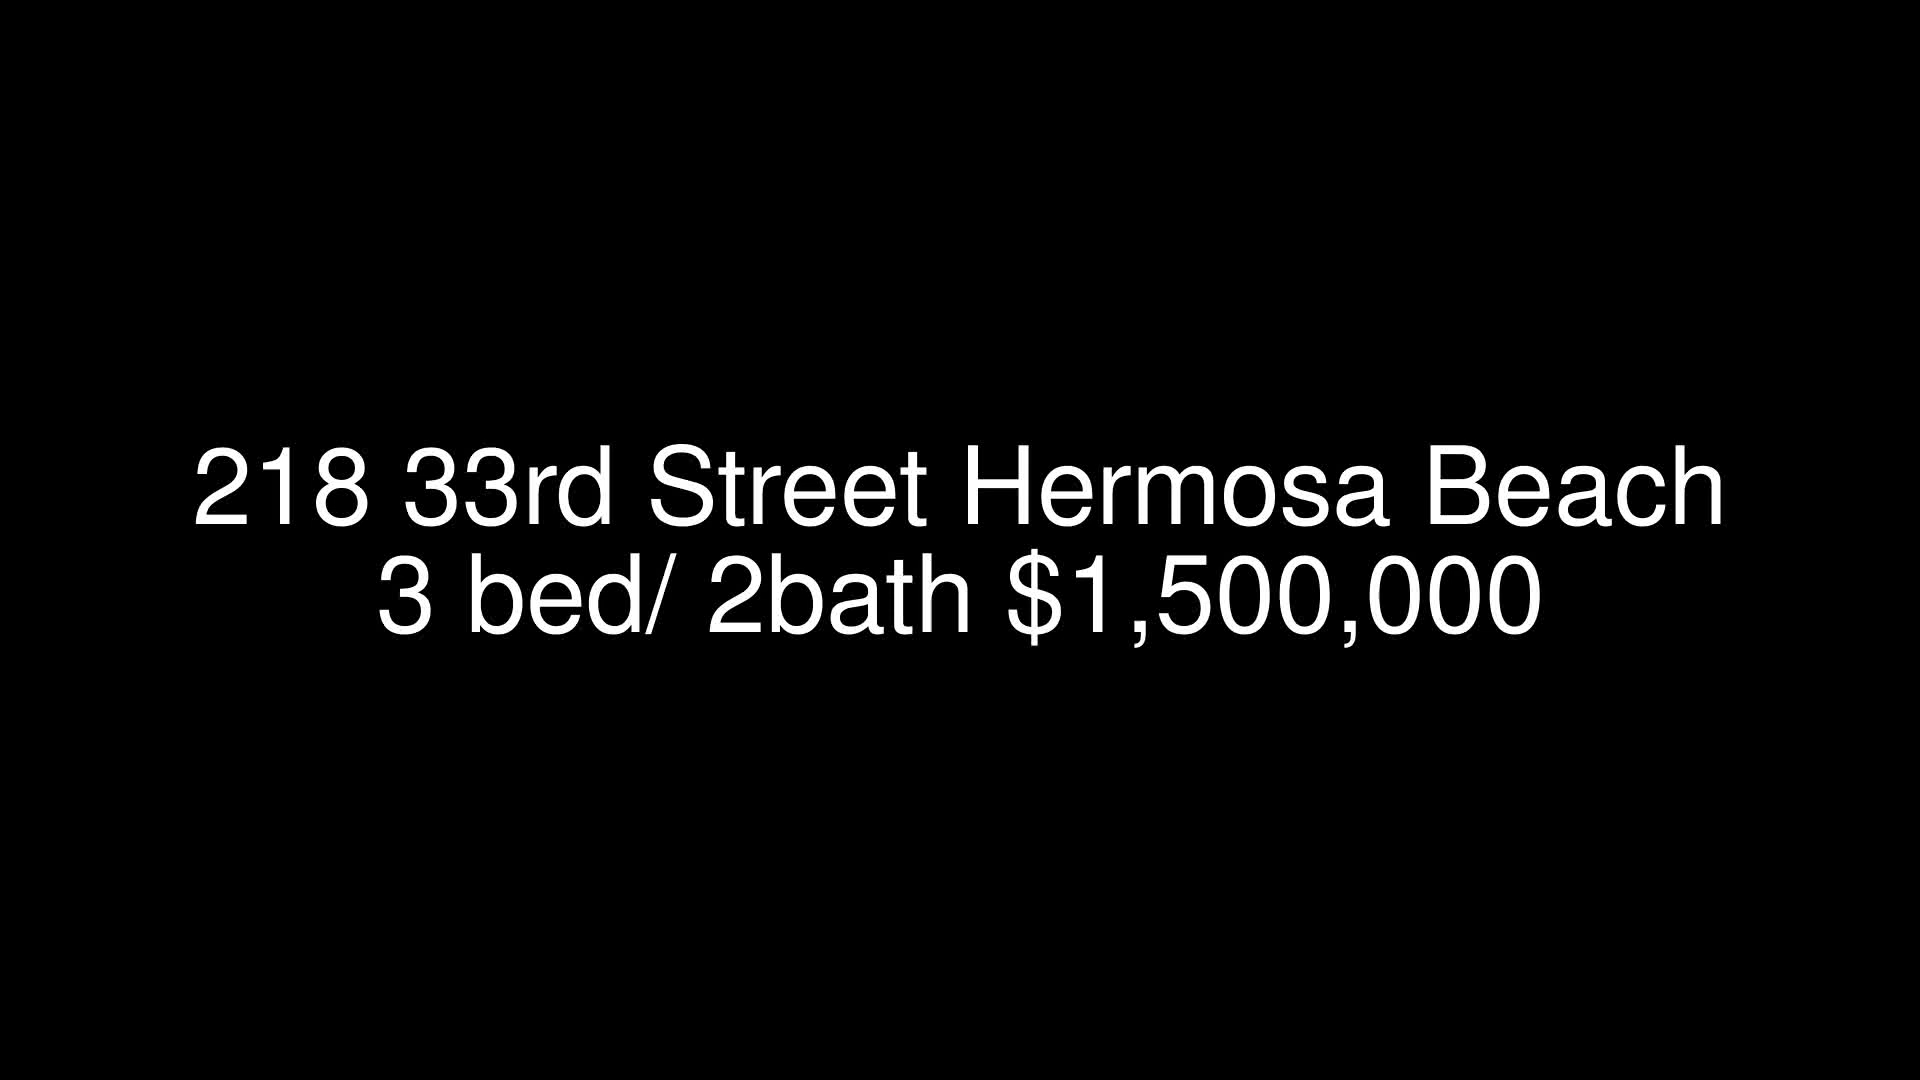 218 33rd Street Hermosa Beach
3 bed/ 2bath $1,500,000